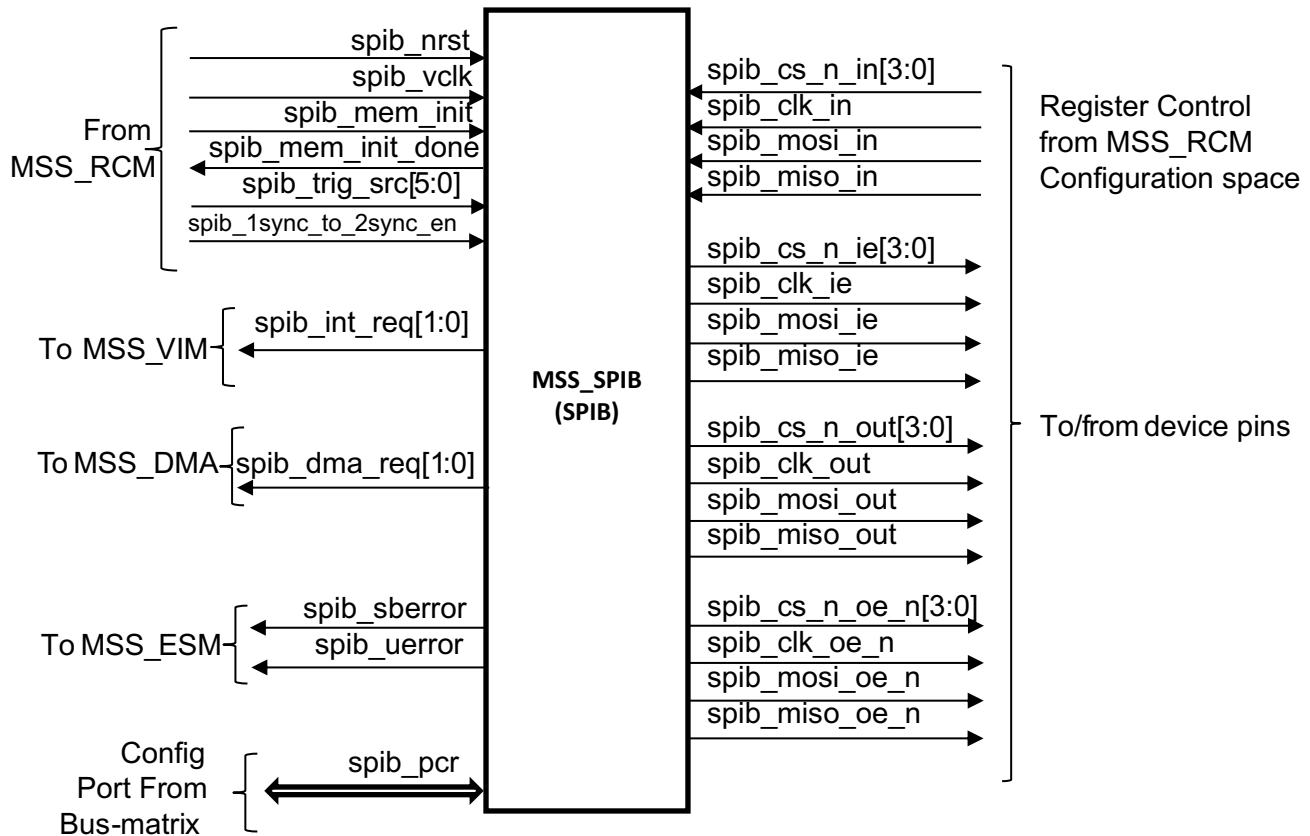 spib_nrst
spib_vclk
spib_mem_init
spib_mem_init_done
spib_trig_src[5:0]
spib_1sync_to_2sync_en
From
MSS_RCM
spib_int_req[1:0]
To MSS_VIM
spib_dma_req[1:0]
To MSS_DMA
spib_sberror
spib_uerror
To MSS_ESM
Config
Port From
Bus-matrix
spib_pcr
MSS_SPIB
(SPIB)
spib_cs_n_in[3:0]
spib_clk_in
spib_mosi_in
spib_miso_in
spib_cs_n_ie[3:0]
spib_clk_ie
spib_mosi_ie
spib_miso_ie
spib_cs_n_out[3:0]
spib_clk_out
spib_mosi_out
spib_miso_out
spib_cs_n_oe_n[3:0]
spib_clk_oe_n
spib_mosi_oe_n
spib_miso_oe_n
Register Control
from MSS_RCM
Configuration space
To/from device pins